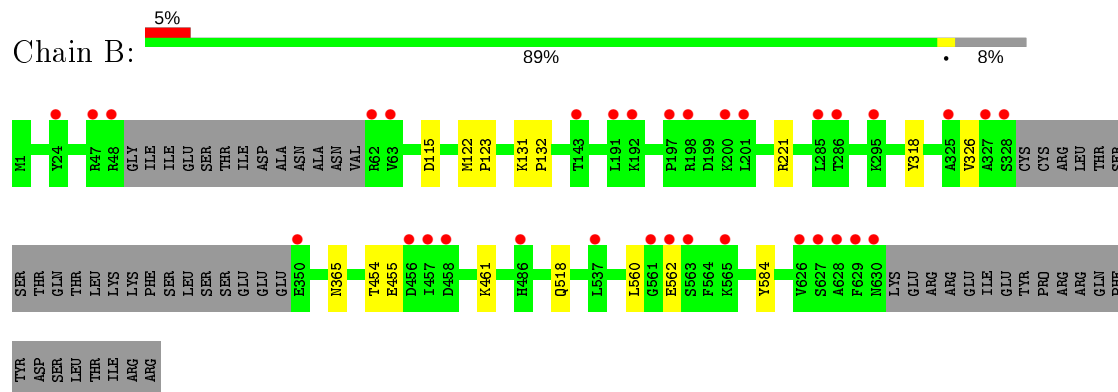 5%
Chain B:
89%
•
8%
M1 Y24 R47 R48 GLY ILE ILE GLU SER THR ILE ASP ALA ASN ALA ASN VAL R62 V63 D115 M122 P123 K131 P132 T143 L191 K192 P197 R198 D199 K200 L201 R221 L285 T286 K295 Y318 A325 V326 A327 S328 CYS CYS ARG LEU THR SER
SER THR GLN THR LEU LYS LYS PHE SER LEU SER SER GLU GLU GLU E350 N365 T454 E455 D456 I457 D458 K461 H486 Q518 L537 L560 G561 E562 S563 F564 K565 Y584 V626 S627 A628 F629 N630 LYS GLU ARG ARG GLU ILE GLU TYR PRO ARG ARG GLN PHE
TYR ASP SER LEU THR ILE ARG ARG